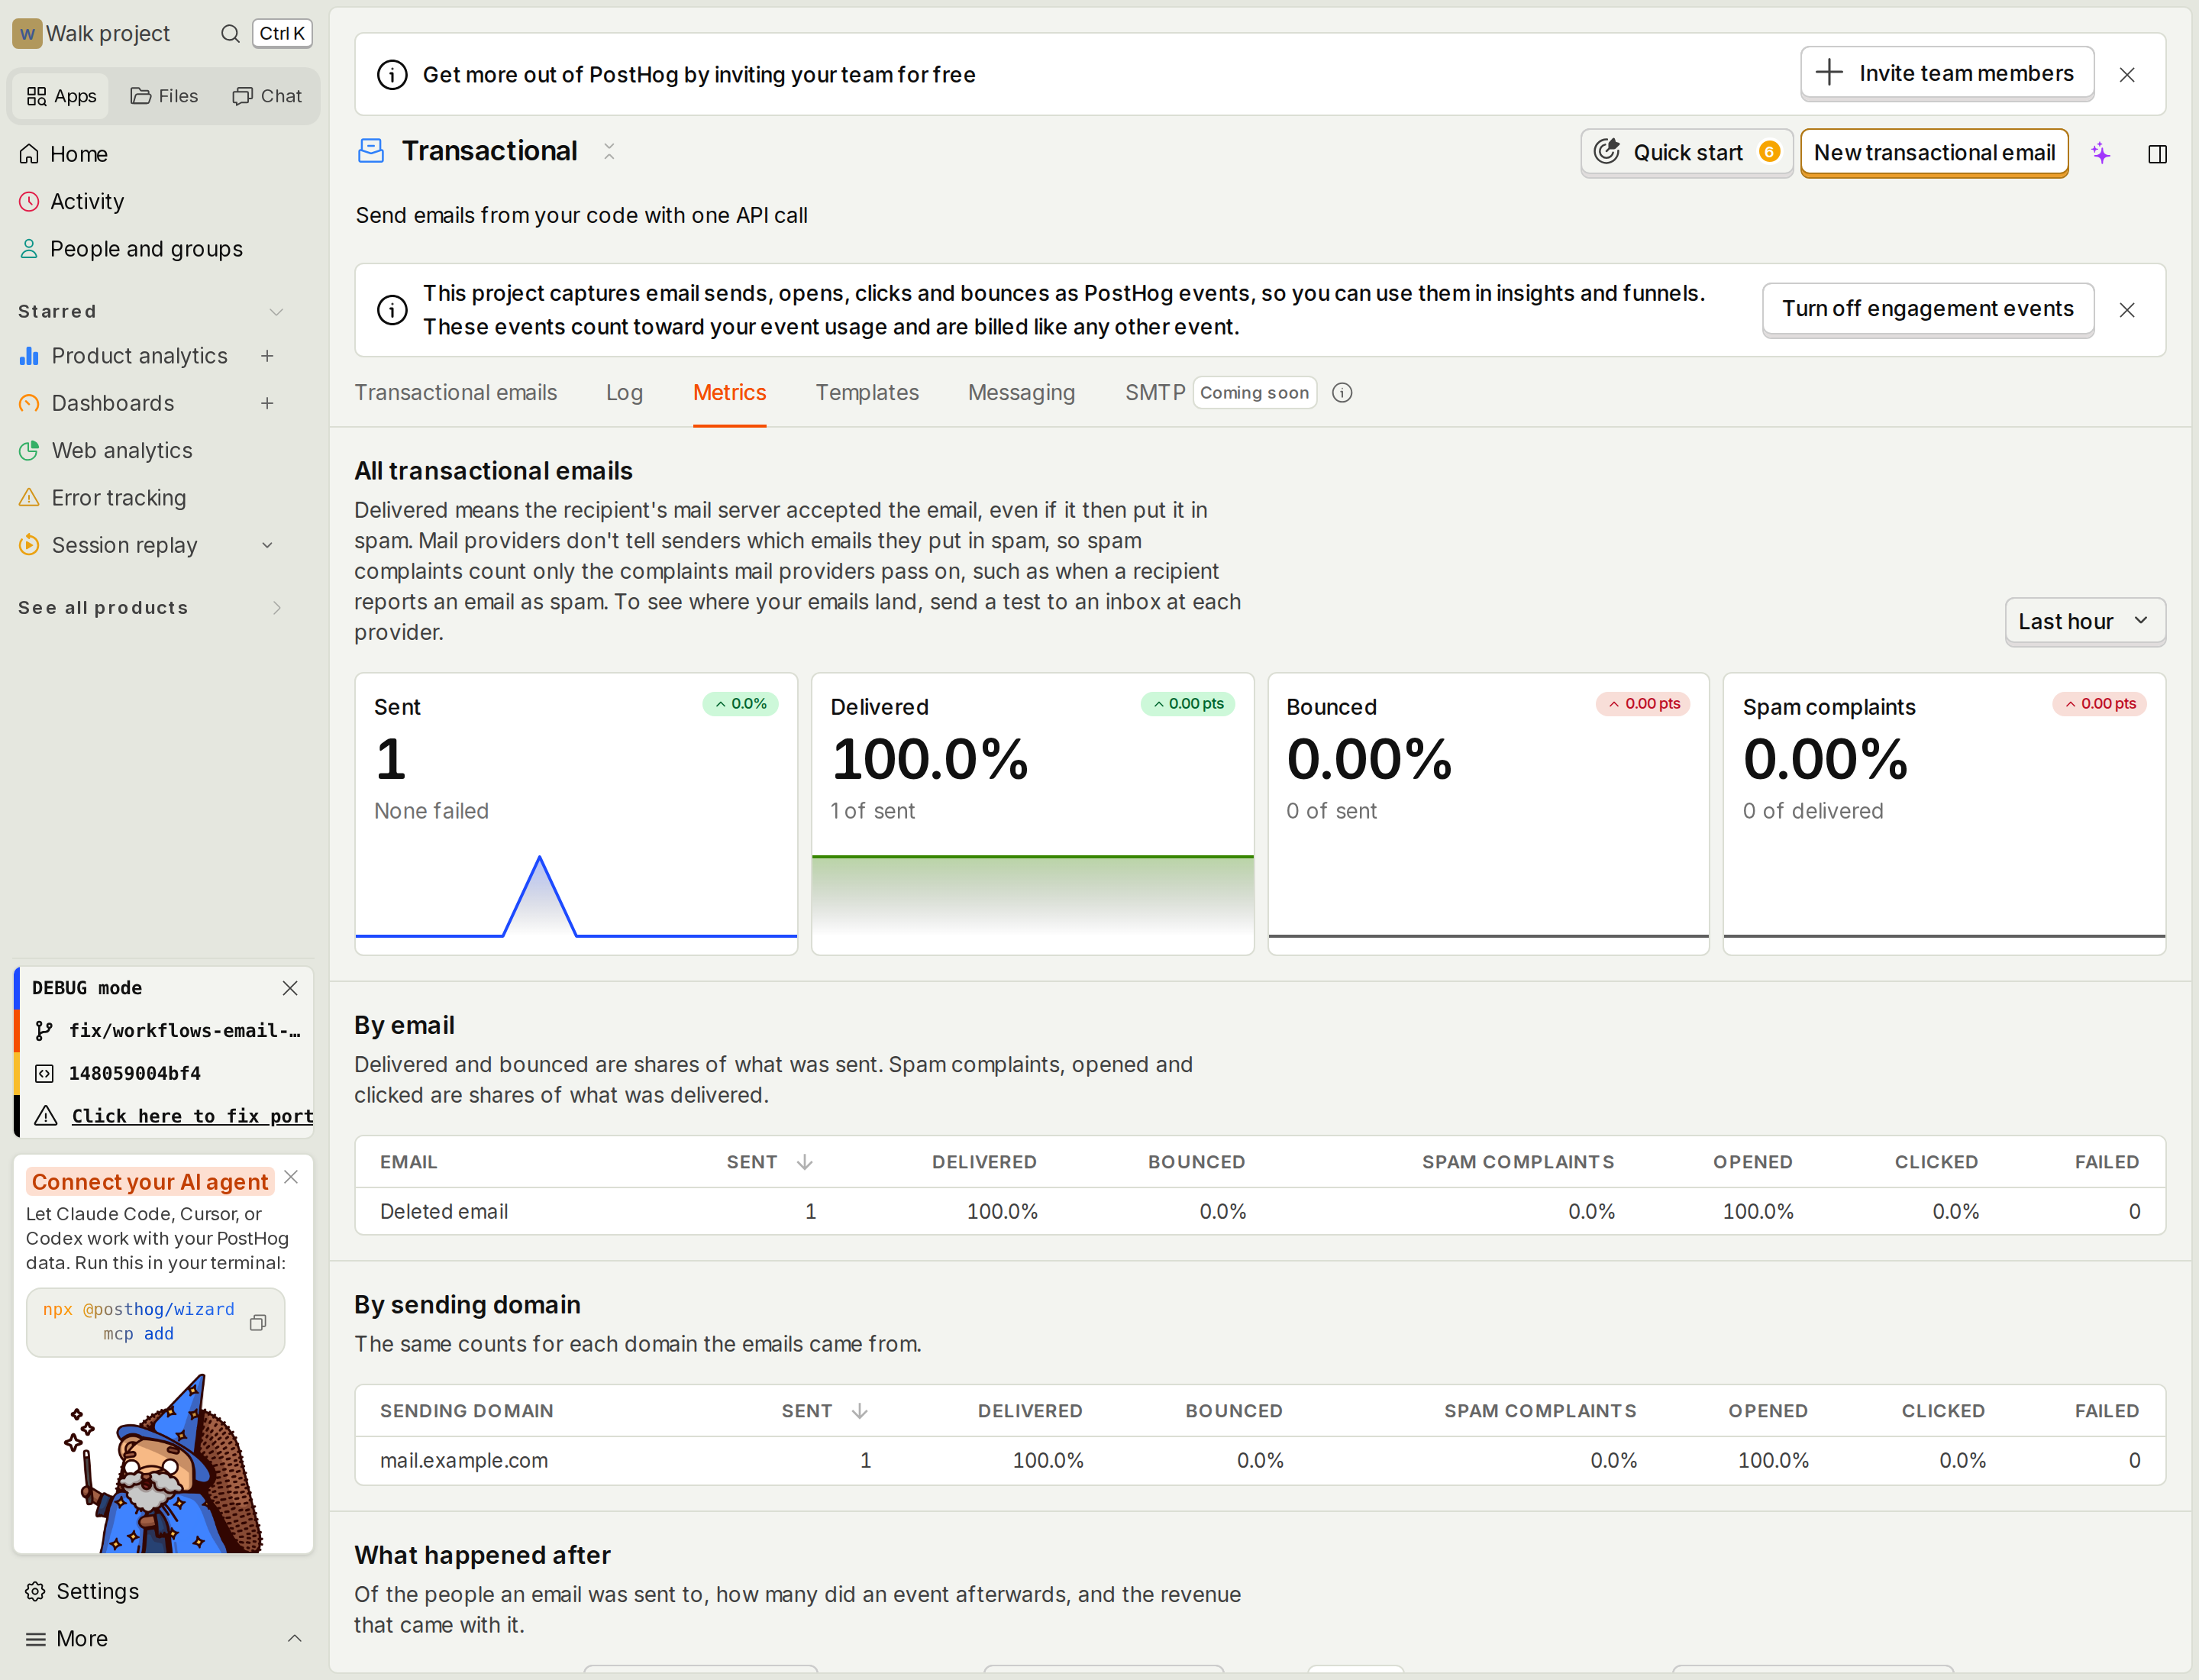 W Walk project Ctrl K
Apps Files Chat
Home
Activity
People and groups
Starred
Product analytics
Dashboards
Web analytics
Error tracking
Session replay
See all products
DEBUG mode
fix/workflows-email-…
148059004bf4
Click here to fix port
Connect your AI agent
Let Claude Code, Cursor, or
Codex work with your PostHog
data. Run this in your terminal:
npx @posthog/wizard
mcp add
Settings
More
Get more out of PostHog by inviting your team for free
Invite team members
Transactional
Quick start 6
New transactional email
Send emails from your code with one API call
This project captures email sends, opens, clicks and bounces as PostHog events, so you can use them in insights and funnels.
These events count toward your event usage and are billed like any other event.
Turn off engagement events
Transactional emails Log Metrics Templates Messaging SMTP Coming soon
All transactional emails
Delivered means the recipient's mail server accepted the email, even if it then put it in
spam. Mail providers don't tell senders which emails they put in spam, so spam
complaints count only the complaints mail providers pass on, such as when a recipient
reports an email as spam. To see where your emails land, send a test to an inbox at each
provider.
Last hour
Sent 0.0%
1
None failed
Delivered 0.00 pts
100.0%
1 of sent
Bounced 0.00 pts
0.00%
0 of sent
Spam complaints 0.00 pts
0.00%
0 of delivered
By email
Delivered and bounced are shares of what was sent. Spam complaints, opened and
clicked are shares of what was delivered.
EMAIL SENT DELIVERED BOUNCED SPAM COMPLAINTS OPENED CLICKED FAILED
Deleted email 1 100.0% 0.0% 0.0% 100.0% 0.0% 0
By sending domain
The same counts for each domain the emails came from.
SENDING DOMAIN SENT DELIVERED BOUNCED SPAM COMPLAINTS OPENED CLICKED FAILED
mail.example.com 1 100.0% 0.0% 0.0% 100.0% 0.0% 0
What happened after
Of the people an email was sent to, how many did an event afterwards, and the revenue
that came with it.